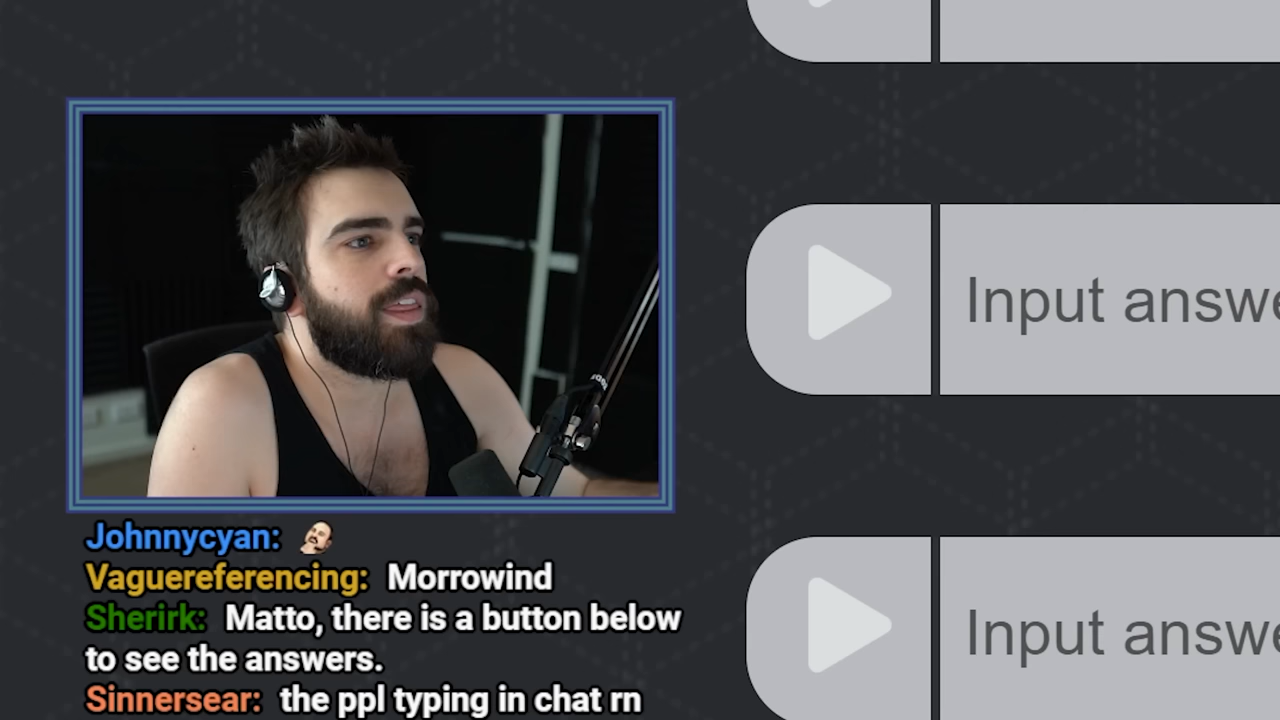 Input answe
Johnnycyan:
Vaguereferencing: Morrowind
Sherirk: Matto, there is a button below
to see the answers.
Sinnersear: the ppl typing in chat rn
Input answe